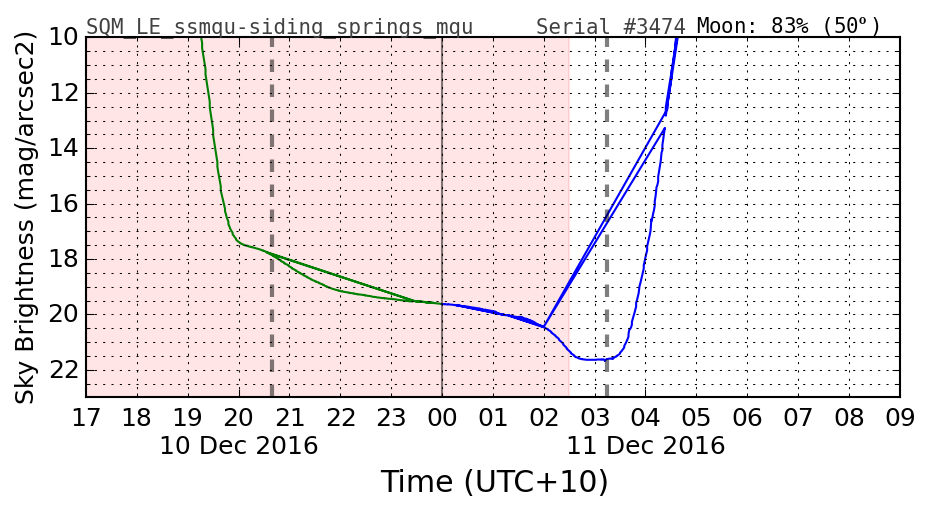 SQM_LE_ssmqu-siding_springs_mqu Serial #3474 Moon: 83% (50°)
10
12
14
16
18
20
22
Sky Brightness (mag/arcsec2)
17 18 19 20 21 22 23 00 01 02 03 04 05 06 07 08 09
10 Dec 2016 11 Dec 2016
Time (UTC+10)